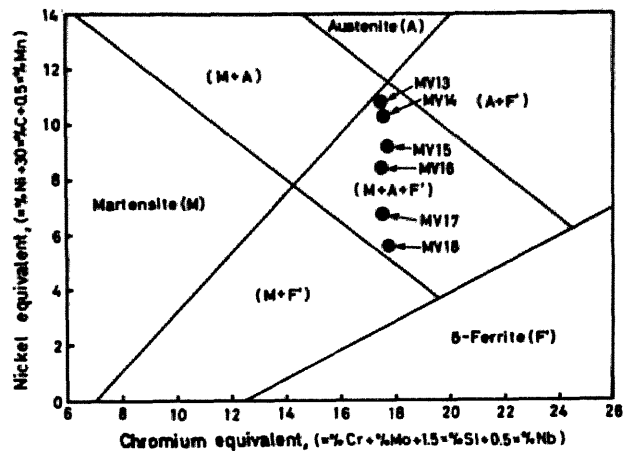 14
12
10
8
6
4
2
0
Nickel equivalent, (=%Ni+30=%C+0.5=%Mn)
Austenite (A)
(M+A)
MV13
MV14
(A+F')
MV15
MV16
(M+A+F')
Martensite (M)
MV17
MV18
(M+F')
δ-Ferrite (F')
6 8 10 12 14 16 18 20 22 24 26
Chromium equivalent, (=%Cr+%Mo+1.5=%Si+0.5=%Nb)